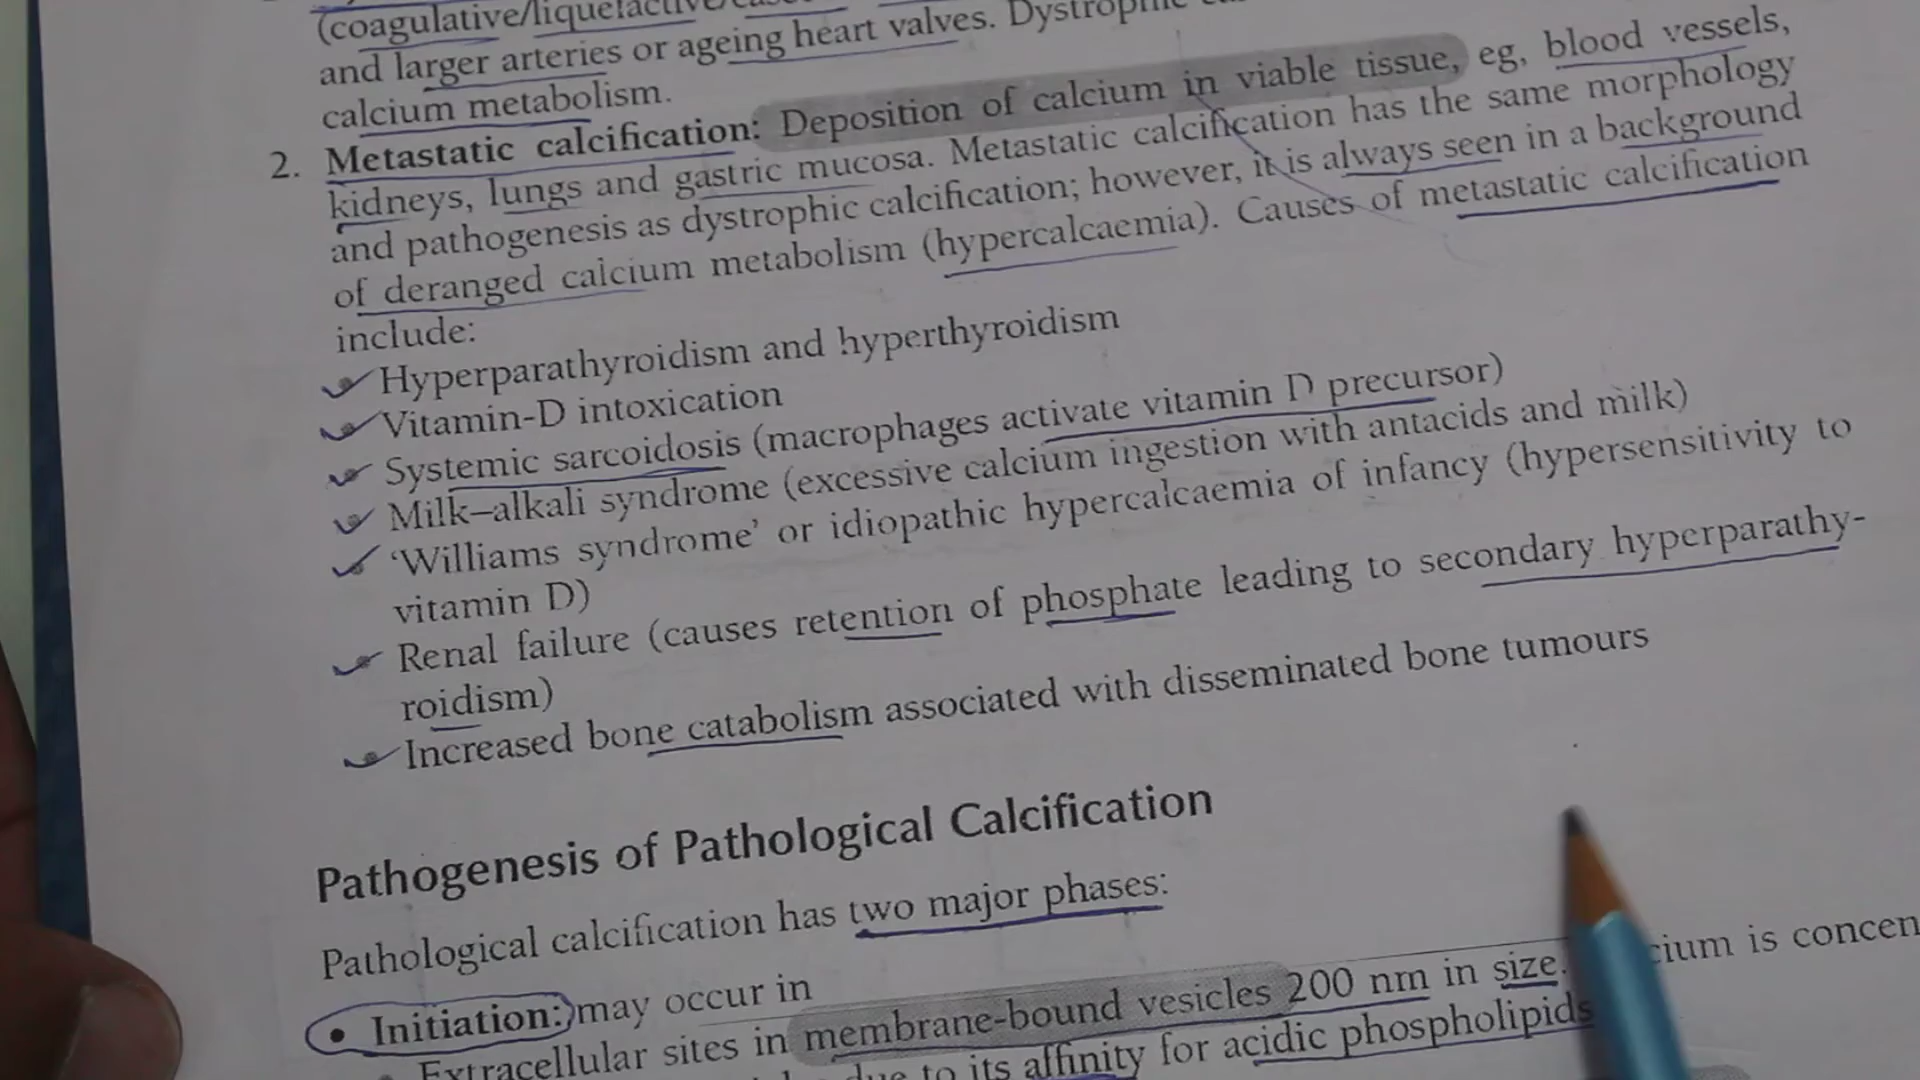 (coagulative/liquefactive/
and larger arteries or ageing heart valves. Dystrophic
calcium metabolism.
2. Metastatic calcification: Deposition of calcium in viable tissue, eg, blood vessels,
kidneys, lungs and gastric mucosa. Metastatic calcification has the same morphology
and pathogenesis as dystrophic calcification; however, it is always seen in a background
of deranged calcium metabolism (hypercalcaemia). Causes of metastatic calcification
include:
Hyperparathyroidism and hyperthyroidism
Vitamin-D intoxication
Systemic sarcoidosis (macrophages activate vitamin D precursor)
Milk–alkali syndrome (excessive calcium ingestion with antacids and milk)
‘Williams syndrome’ or idiopathic hypercalcaemia of infancy (hypersensitivity to
vitamin D)
Renal failure (causes retention of phosphate leading to secondary hyperparathy-
roidism)
Increased bone catabolism associated with disseminated bone tumours
Pathogenesis of Pathological Calcification
Pathological calcification has two major phases:
• Initiation: may occur in
Extracellular sites in membrane-bound vesicles 200 nm in size. is concen
due to its affinity for acidic phospholipids